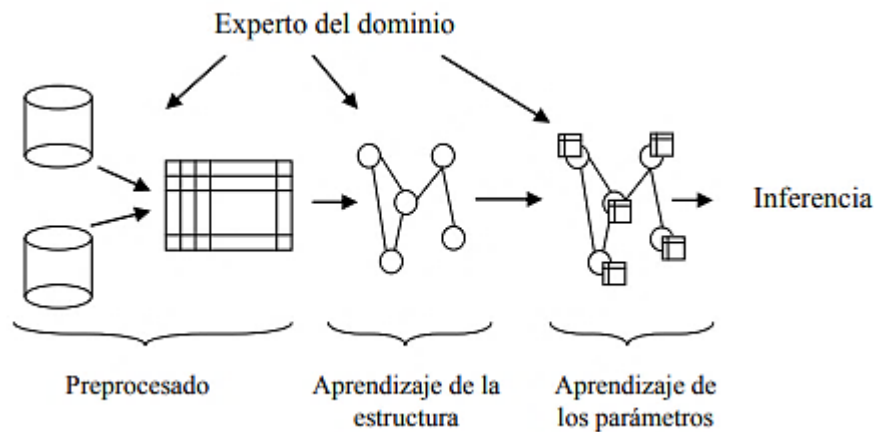 Experto del dominio
Inferencia
Preprocesado
Aprendizaje de la
estructura
Aprendizaje de
los parámetros